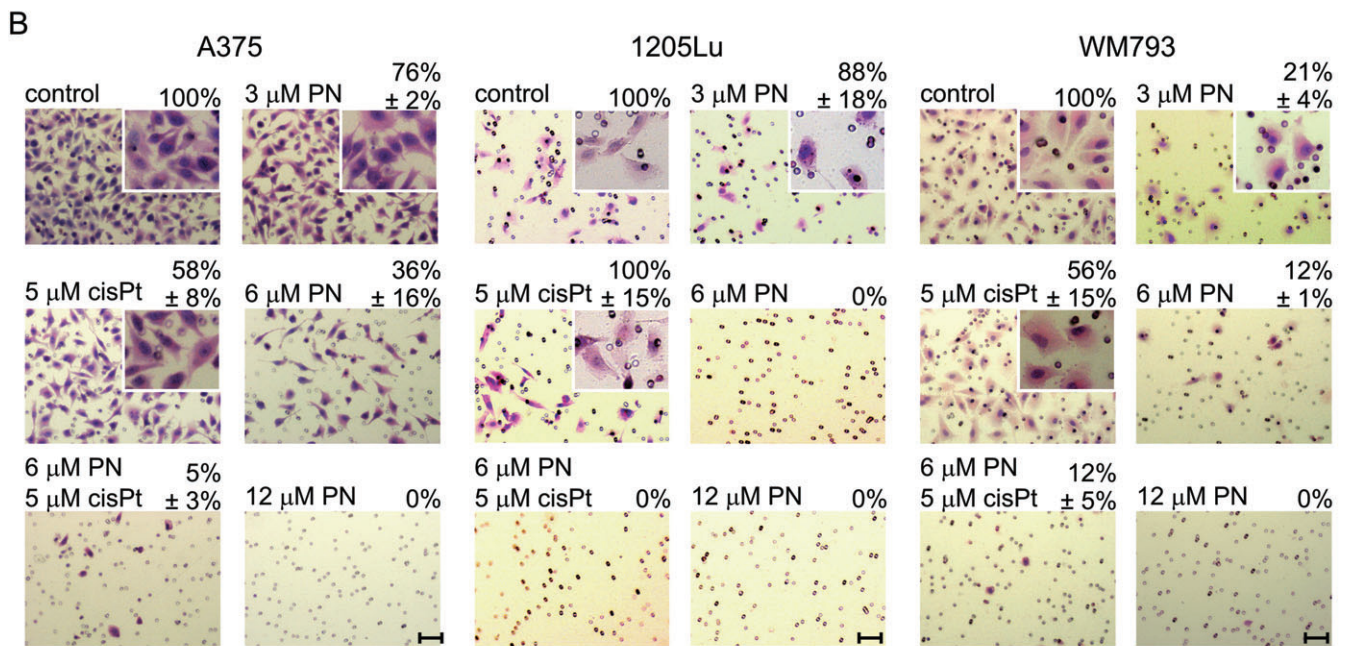 B
A375
1205Lu
WM793
control 100%
3 μM PN 76% ± 2%
control 100%
3 μM PN 88% ± 18%
control 100%
3 μM PN 21% ± 4%
5 μM cisPt 58% ± 8%
6 μM PN 36% ± 16%
5 μM cisPt 100% ± 15%
6 μM PN 0%
5 μM cisPt 56% ± 15%
6 μM PN 12% ± 1%
6 μM PN 5%
5 μM cisPt ± 3%
12 μM PN 0%
6 μM PN
5 μM cisPt 0%
12 μM PN 0%
6 μM PN 12%
5 μM cisPt ± 5%
12 μM PN 0%